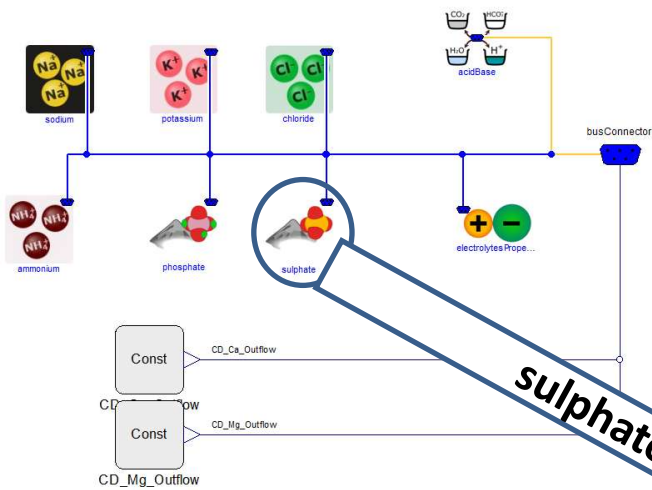 CO₂
HCO₃⁻
H₂O
H⁺
acidBase
Na⁺
Na⁺
Na⁺
sodium
K⁺
K⁺
K⁺
potassium
Cl⁻
Cl⁻
Cl⁻
chloride
busConnector
NH₄⁺
NH₄⁺
NH₄⁺
ammonium
phosphate
sulphate
+
−
electrolytesPrope...
Const
CD_Ca_Outflow
sulphate
Const
CD_Mg_Outflow
CD_Mg_Outflow